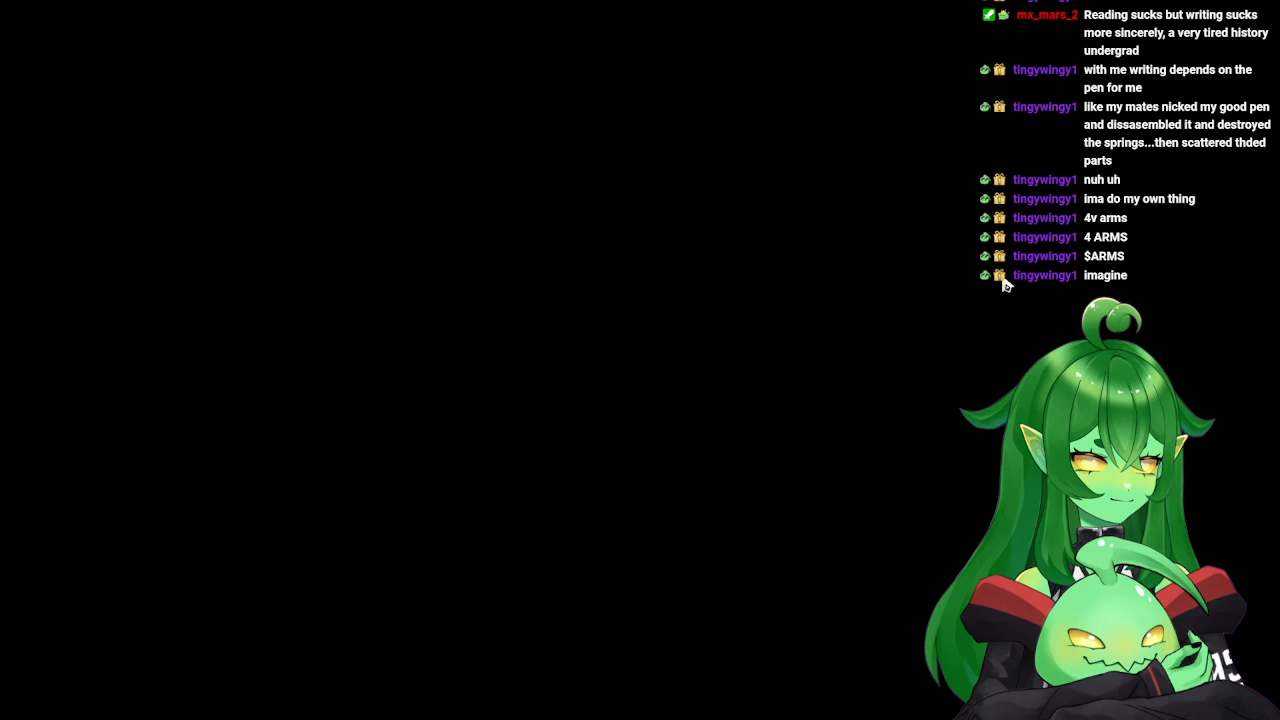 mx_mars_2 Reading sucks but writing sucks
more sincerely, a very tired history
undergrad
tingywingy1 with me writing depends on the
pen for me
tingywingy1 like my mates nicked my good pen
and dissasembled it and destroyed
the springs...then scattered thded
parts
tingywingy1 nuh uh
tingywingy1 ima do my own thing
tingywingy1 4v arms
tingywingy1 4 ARMS
tingywingy1 $ARMS
tingywingy1 imagine